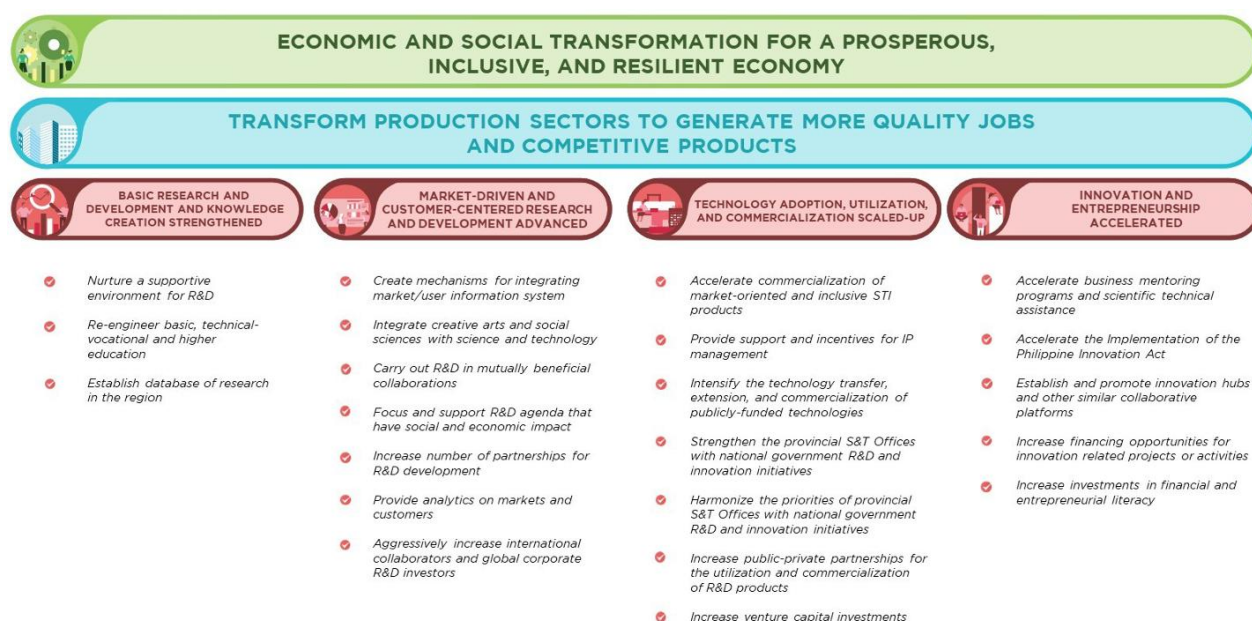 ECONOMIC AND SOCIAL TRANSFORMATION FOR A PROSPEROUS,
INCLUSIVE, AND RESILIENT ECONOMY
TRANSFORM PRODUCTION SECTORS TO GENERATE MORE QUALITY JOBS
AND COMPETITIVE PRODUCTS
BASIC RESEARCH AND
DEVELOPMENT AND KNOWLEDGE
CREATION STRENGTHENED
Nurture a supportive
environment for R&D
Re-engineer basic, technical-
vocational and higher
education
Establish database of research
in the region
MARKET-DRIVEN AND
CUSTOMER-CENTERED RESEARCH
AND DEVELOPMENT ADVANCED
Create mechanisms for integrating
market/user information system
Integrate creative arts and social
sciences with science and technology
Carry out R&D in mutually beneficial
collaborations
Focus and support R&D agenda that
have social and economic impact
Increase number of partnerships for
R&D development
Provide analytics on markets and
customers
Aggressively increase international
collaborators and global corporate
R&D investors
TECHNOLOGY ADOPTION, UTILIZATION,
AND COMMERCIALIZATION SCALED-UP
Accelerate commercialization of
market-oriented and inclusive STI
products
Provide support and incentives for IP
management
Intensify the technology transfer,
extension, and commercialization of
publicly-funded technologies
Strengthen the provincial S&T Offices
with national government R&D and
innovation initiatives
Harmonize the priorities of provincial
S&T Offices with national government
R&D and innovation initiatives
Increase public-private partnerships for
the utilization and commercialization
of R&D products
Increase venture capital investments
INNOVATION AND
ENTREPRENEURSHIP
ACCELERATED
Accelerate business mentoring
programs and scientific technical
assistance
Accelerate the Implementation of the
Philippine Innovation Act
Establish and promote innovation hubs
and other similar collaborative
platforms
Increase financing opportunities for
innovation related projects or activities
Increase investments in financial and
entrepreneurial literacy